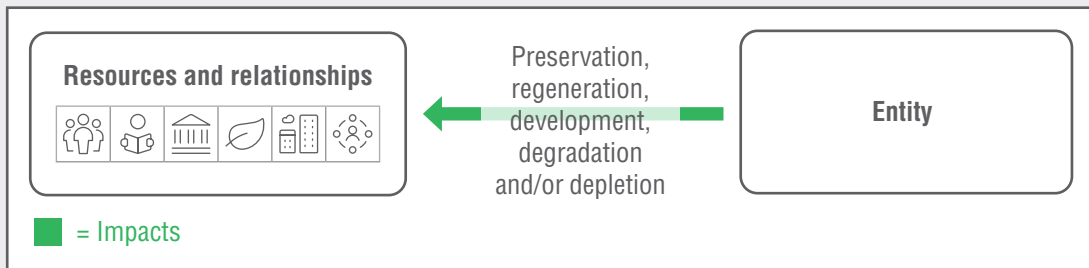 Resources and relationships
Preservation,
regeneration,
development,
degradation
and/or depletion
Entity
= Impacts